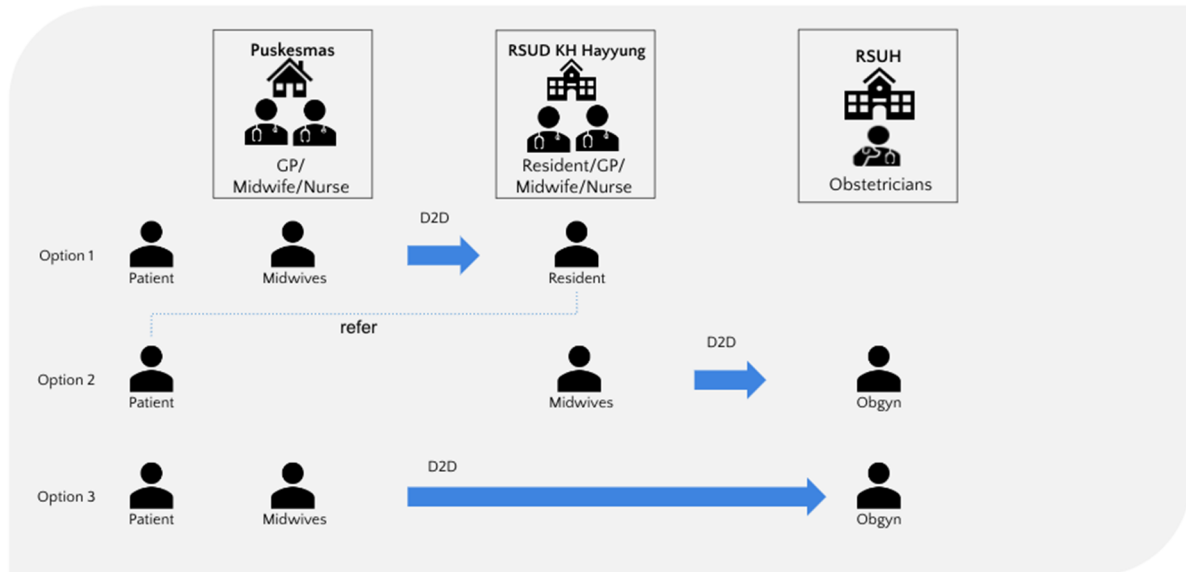 Puskesmas
GP/
Midwife/Nurse
RSUD KH Hayyung
Resident/GP/
Midwife/Nurse
RSUH
Obstetricians
D2D
Option 1
Patient
Midwives
Resident
refer
D2D
Option 2
Patient
Midwives
Obgyn
D2D
Option 3
Patient
Midwives
Obgyn